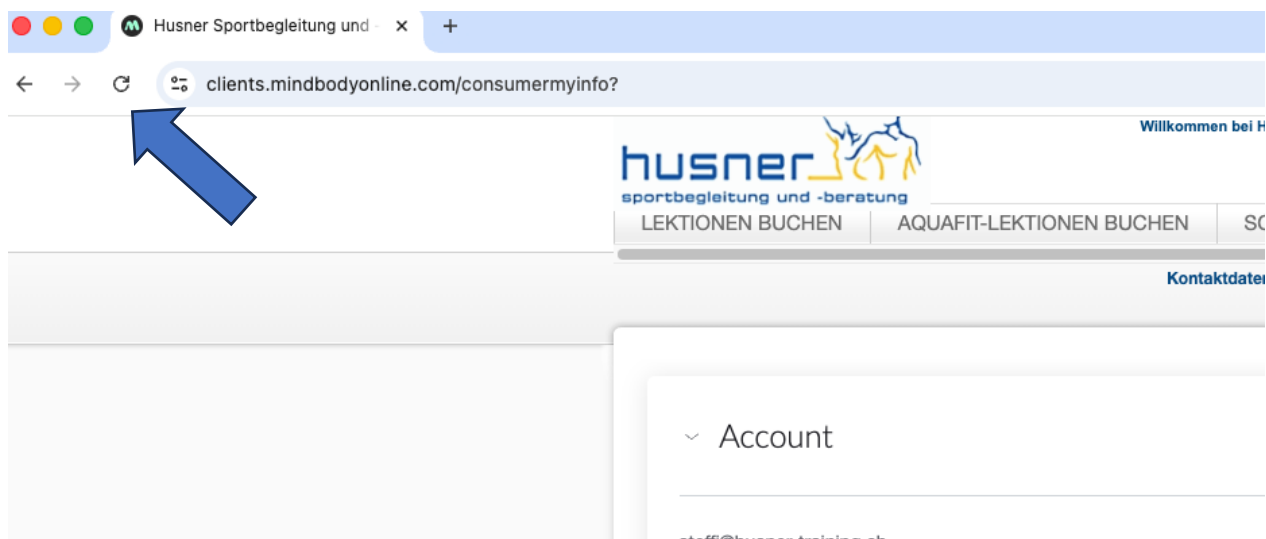 Husner Sportbegleitung und -
clients.mindbodyonline.com/consumermyinfo?
Willkommen bei H
husner
sportbegleitung und -beratung
LEKTIONEN BUCHEN
AQUAFIT-LEKTIONEN BUCHEN
SC
Kontaktdaten
Account